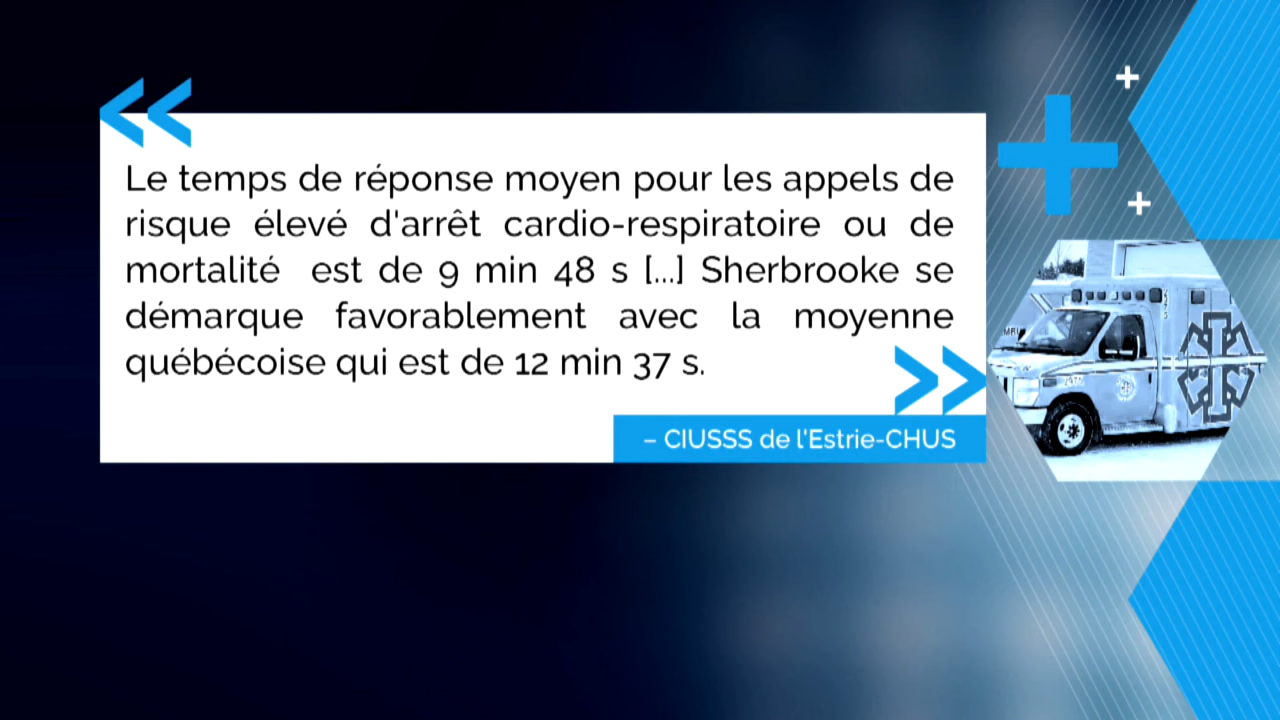 Le temps de réponse moyen pour les appels de
risque élevé d'arrêt cardio-respiratoire ou de
mortalité est de 9 min 48 s [...] Sherbrooke se
démarque favorablement avec la moyenne
québécoise qui est de 12 min 37 s.
– CIUSSS de l'Estrie-CHUS